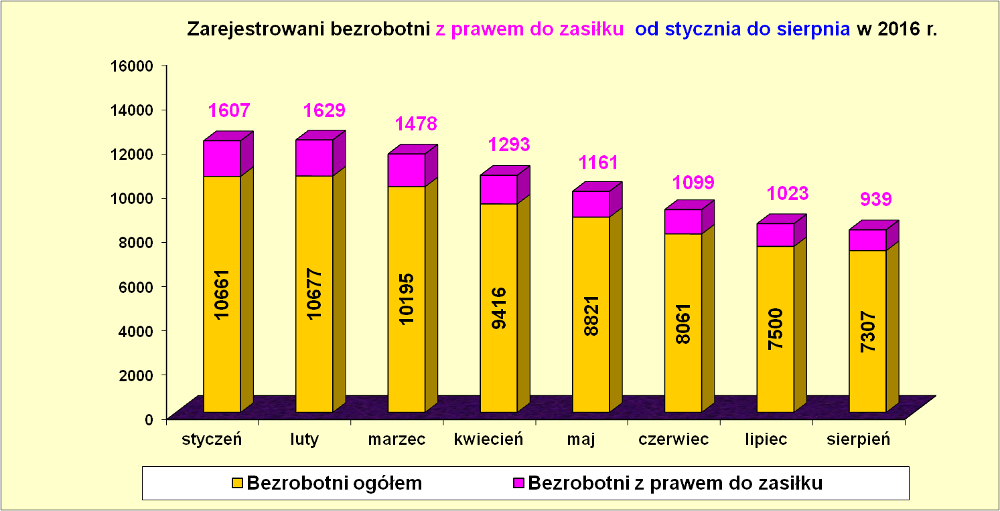 Zarejestrowani bezrobotni z prawem do zasiłku od stycznia do sierpnia w 2016 r.
16000
14000
12000
10000
8000
6000
4000
2000
0
1607
1629
1478
1293
1161
1099
1023
939
10661
10677
10195
9416
8821
8061
7500
7307
styczeń
luty
marzec
kwiecień
maj
czerwiec
lipiec
sierpień
Bezrobotni ogółem
Bezrobotni z prawem do zasiłku